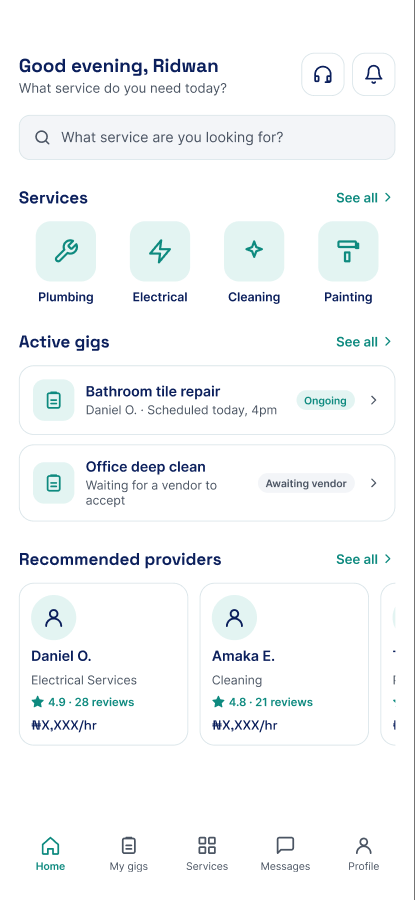 Good evening, Ridwan
What service do you need today?
What service are you looking for?
Services
See all
Plumbing
Electrical
Cleaning
Painting
Active gigs
See all
Bathroom tile repair
Daniel O. · Scheduled today, 4pm
Ongoing
Office deep clean
Waiting for a vendor to
accept
Awaiting vendor
Recommended providers
See all
Daniel O.
Electrical Services
4.9 · 28 reviews
₦X,XXX/hr
Amaka E.
Cleaning
4.8 · 21 reviews
₦X,XXX/hr
Home
My gigs
Services
Messages
Profile